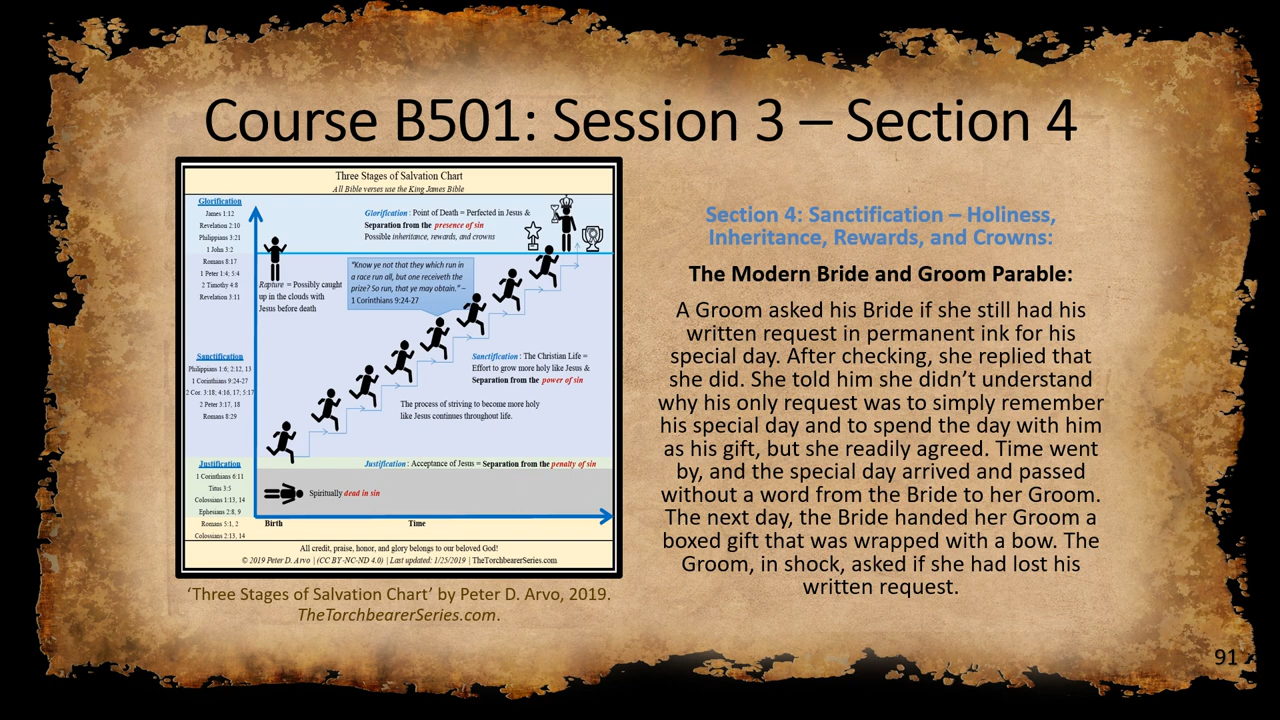 Course B501: Session 3 – Section 4
Three Stages of Salvation Chart
All Bible verses use the King James Bible
Glorification
James 1:12
Revelation 2:10
Philippians 3:21
1 John 3:2
Romans 8:17
1 Peter 1:4; 5:4
2 Timothy 4:8
Revelation 3:11
Sanctification
Philippians 1:6; 2:12, 13
1 Corinthians 9:24-27
2 Cor. 3:18; 4:16, 17; 5:17
2 Peter 3:17, 18
Romans 8:29
Justification
1 Corinthians 6:11
Titus 3:5
Colossians 1:13, 14
Ephesians 2:8, 9
Romans 5:1, 2
Colossians 2:13, 14
Glorification: Point of Death = Perfected in Jesus &
Separation from the presence of sin
Possible inheritance, rewards, and crowns
Rapture = Possibly caught
up in the clouds with
Jesus before death
"Know ye not that they which run in
a race run all, but one receiveth the
prize? So run, that ye may obtain." –
1 Corinthians 9:24-27
Sanctification: The Christian Life =
Effort to grow more holy like Jesus &
Separation from the power of sin
The process of striving to become more holy
like Jesus continues throughout life.
Justification: Acceptance of Jesus = Separation from the penalty of sin
Spiritually dead in sin
Birth
Time
All credit, praise, honor, and glory belongs to our beloved God!
© 2019 Peter D. Arvo | (CC BY-NC-ND 4.0) | Last updated: 1/25/2019 | TheTorchbearerSeries.com
'Three Stages of Salvation Chart' by Peter D. Arvo, 2019.
TheTorchbearerSeries.com.
Section 4: Sanctification – Holiness,
Inheritance, Rewards, and Crowns:
The Modern Bride and Groom Parable:
A Groom asked his Bride if she still had his
written request in permanent ink for his
special day. After checking, she replied that
she did. She told him she didn't understand
why his only request was to simply remember
his special day and to spend the day with him
as his gift, but she readily agreed. Time went
by, and the special day arrived and passed
without a word from the Bride to her Groom.
The next day, the Bride handed her Groom a
boxed gift that was wrapped with a bow. The
Groom, in shock, asked if she had lost his
written request.
91